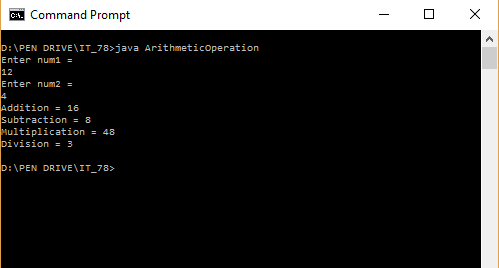 Command Prompt
D:\PEN DRIVE\IT_78>java ArithmeticOperation
Enter num1 =
12
Enter num2 =
4
Addition = 16
Subtraction = 8
Multiplication = 48
Division = 3
D:\PEN DRIVE\IT_78>